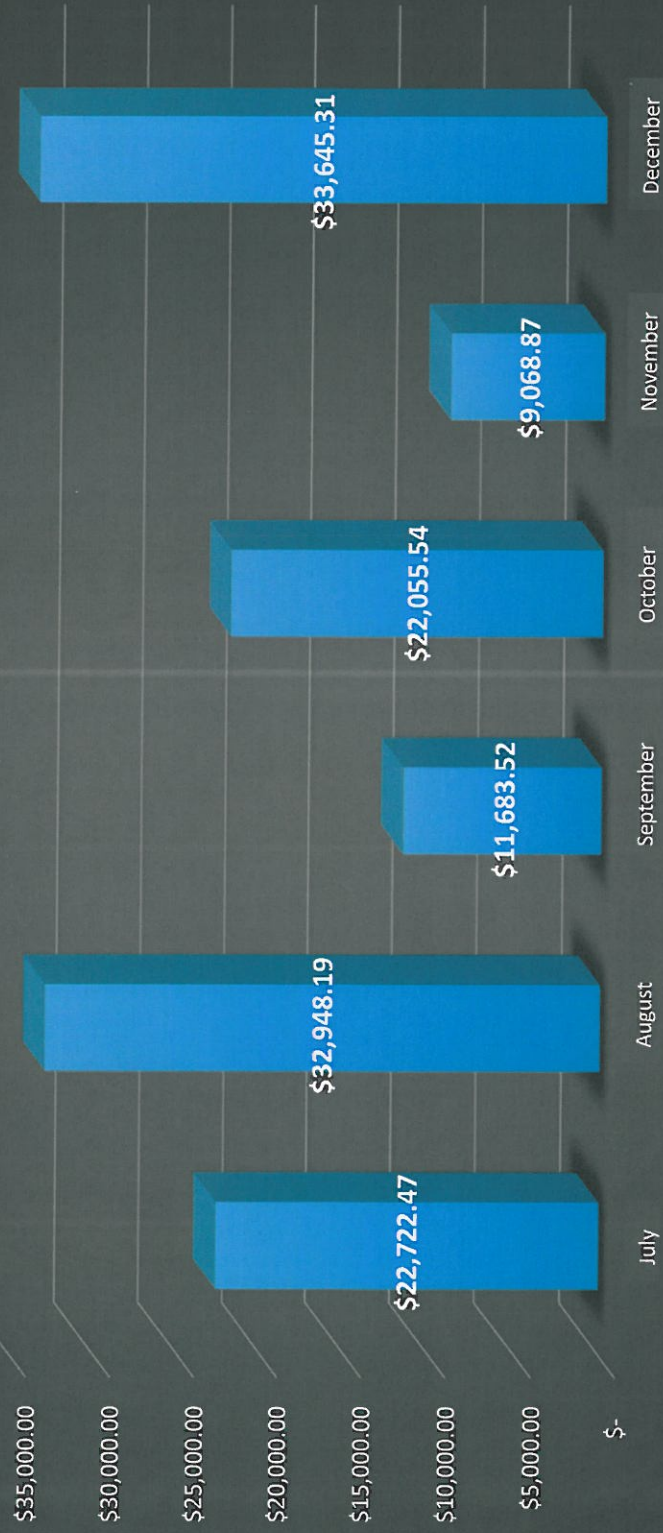 $35,000.00
$30,000.00
$25,000.00
$20,000.00
$15,000.00
$10,000.00
$5,000.00
$-
$22,722.47
$32,948.19
$11,683.52
$22,055.54
$9,068.87
$33,645.31
July
August
September
October
November
December